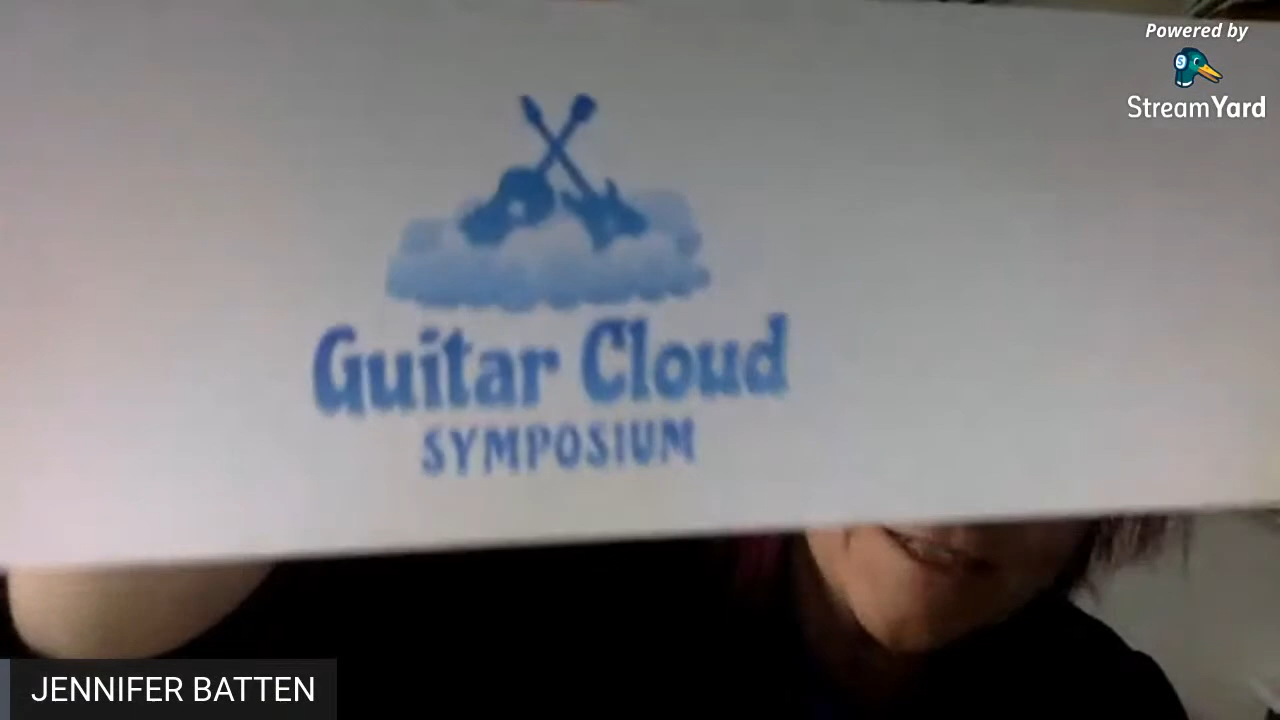 Powered by
StreamYard
Guitar Cloud
SYMPOSIUM
JENNIFER BATTEN